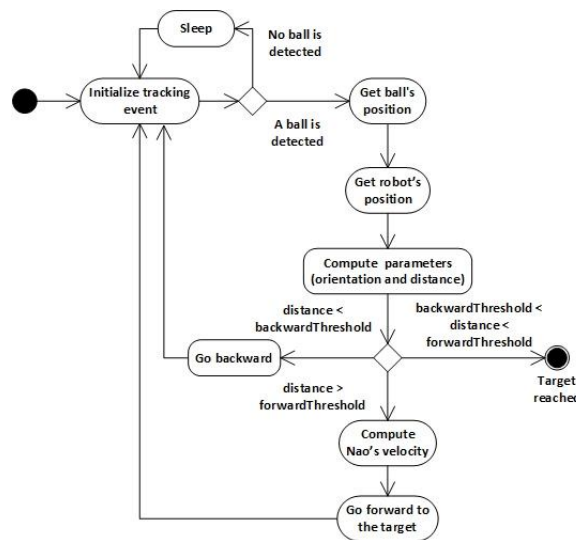 Sleep
No ball is
detected
Initialize tracking
event
A ball is
detected
Get ball's
position
Get robot's
position
Compute parameters
(orientation and distance)
distance <
backwardThreshold
backwardThreshold <
distance <
forwardThreshold
Go backward
distance >
forwardThreshold
Target
reached
Compute
Nao's velocity
Go forward to
the target